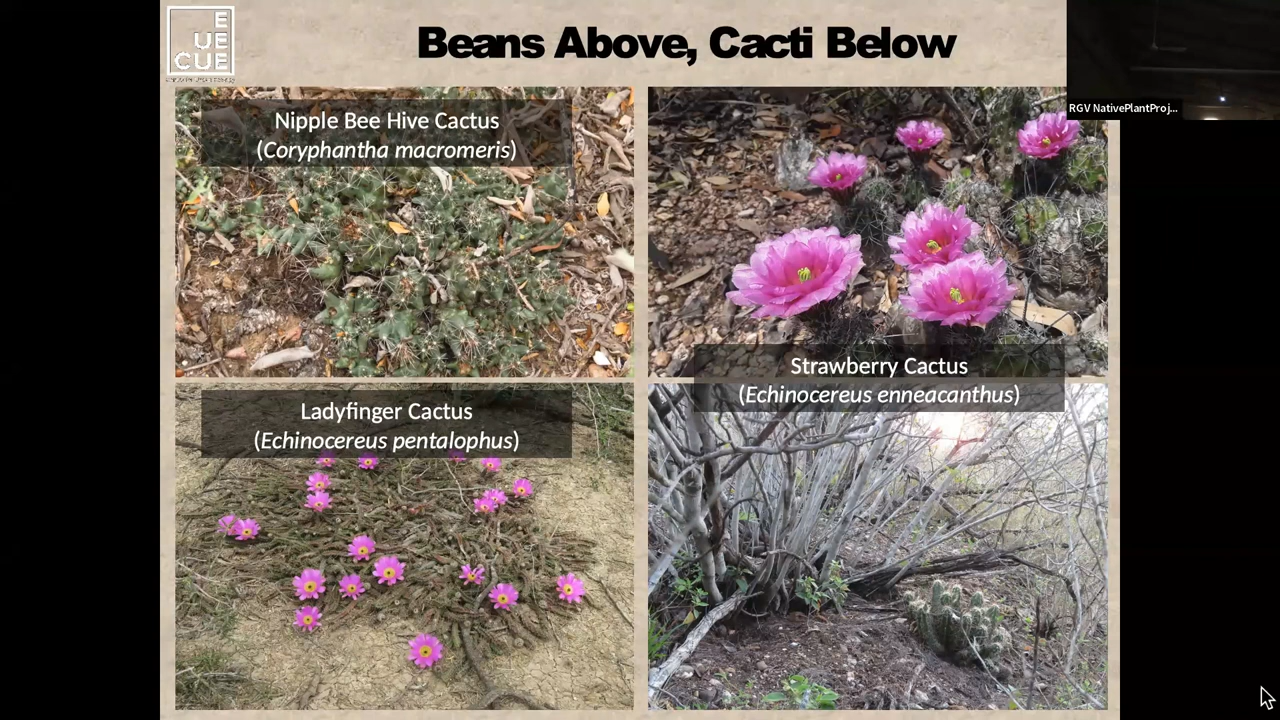 E
UE
CUE
Beans Above, Cacti Below
RGV NativePlantProj...
Nipple Bee Hive Cactus
(Coryphantha macromeris)
Strawberry Cactus
(Echinocereus enneacanthus)
Ladyfinger Cactus
(Echinocereus pentalophus)